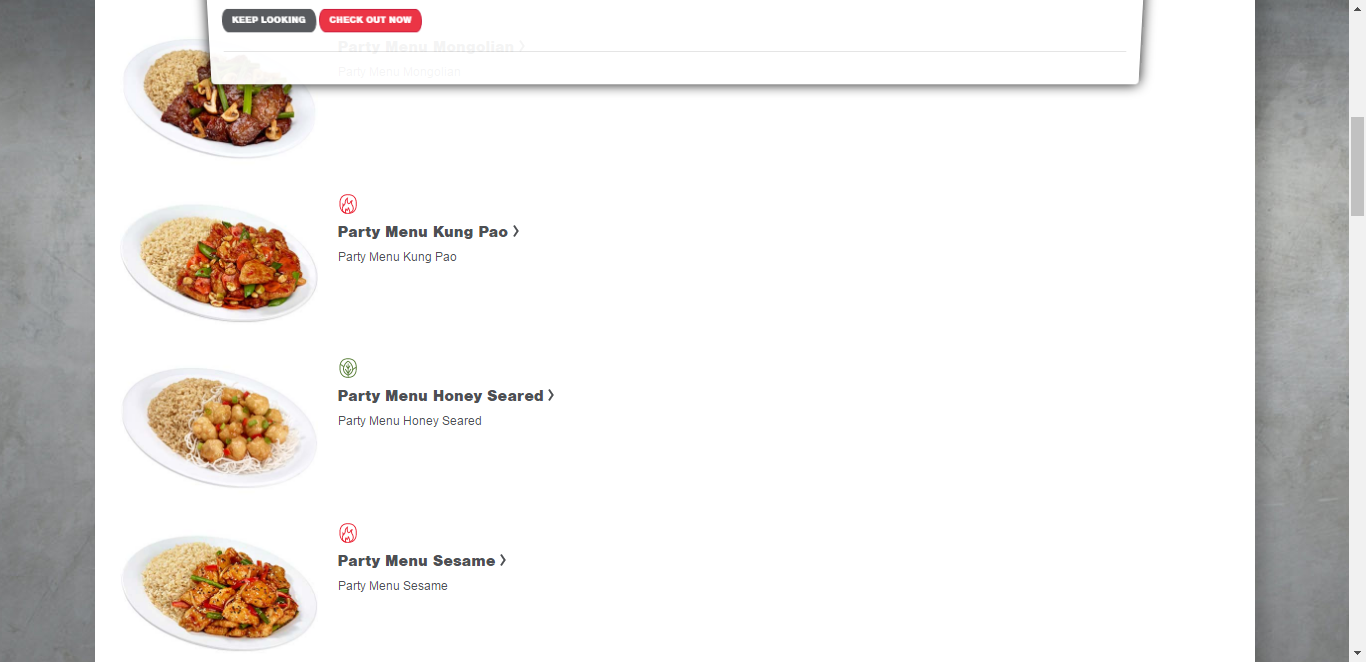 KEEP LOOKING CHECK OUT NOW
Party Menu Mongolian >
Party Menu Mongolian
Party Menu Kung Pao >
Party Menu Kung Pao
Party Menu Honey Seared >
Party Menu Honey Seared
Party Menu Sesame >
Party Menu Sesame